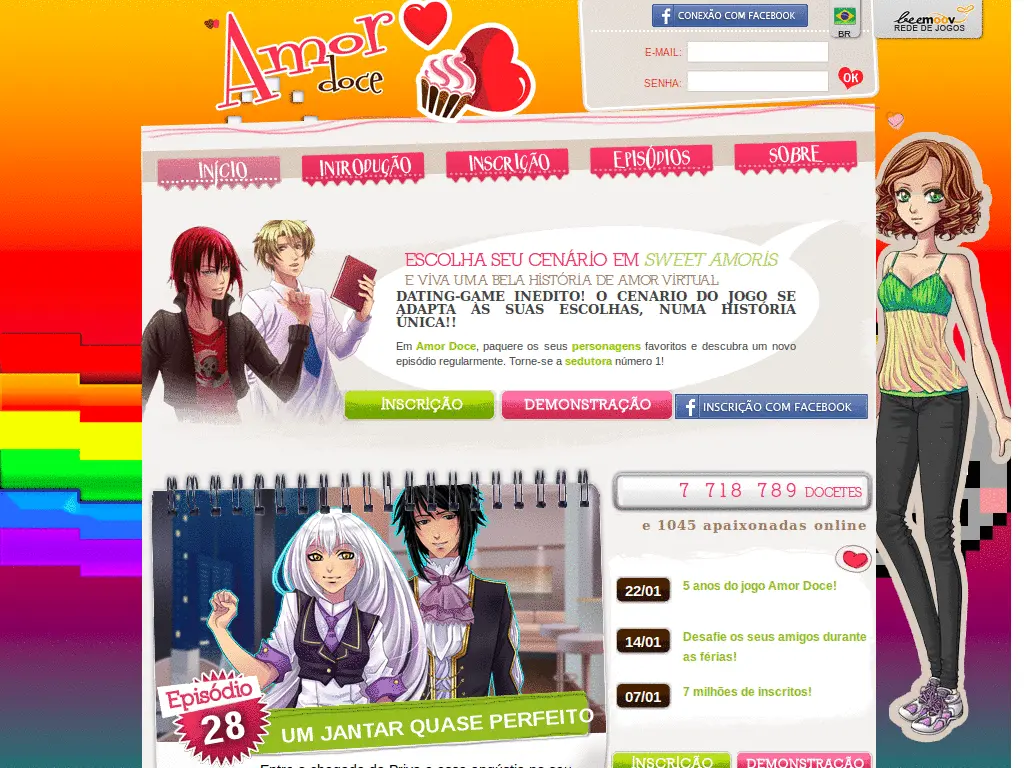 Amor
doce
CONEXÃO COM FACEBOOK
BR
beemoov
REDE DE JOGOS
E-MAIL:
SENHA:
OK
INÍCIO
INTRODUÇÃO
INSCRIÇÃO
EPISÓDIOS
SOBRE
ESCOLHA SEU CENÁRIO EM SWEET AMORIS
E VIVA UMA BELA HISTÓRIA DE AMOR VIRTUAL
DATING-GAME INEDITO! O CENARIO DO JOGO SE
ADAPTA ÀS SUAS ESCOLHAS, NUMA HISTÓRIA
ÚNICA!!
Em Amor Doce, paquere os seus personagens favoritos e descubra um novo
episódio regularmente. Torne-se a sedutora número 1!
INSCRIÇÃO
DEMONSTRAÇÃO
INSCRIÇÃO COM FACEBOOK
7 718 789 DOCETES
e 1045 apaixonadas online
22/01 5 anos do jogo Amor Doce!
14/01 Desafie os seus amigos durante
as férias!
07/01 7 milhões de inscritos!
Episódio
28
UM JANTAR QUASE PERFEITO
INSCRIÇÃO
DEMONSTRAÇÃO